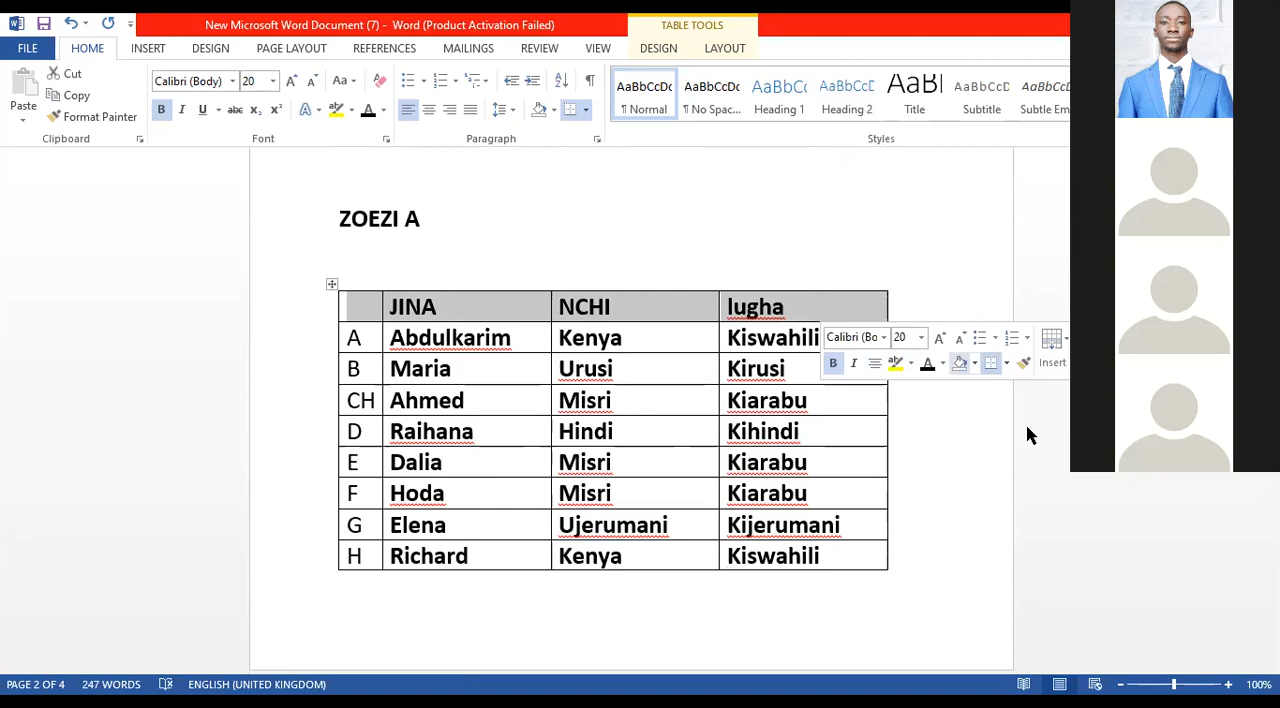 New Microsoft Word Document (7) - Word (Product Activation Failed)
TABLE TOOLS
FILE HOME INSERT DESIGN PAGE LAYOUT REFERENCES MAILINGS REVIEW VIEW DESIGN LAYOUT
Paste
Cut
Copy
Format Painter
Clipboard
Calibri (Body) 20
Font
Paragraph
AaBbCcDc AaBbCcDc AaBbC AaBbCc AaBl AaBbCcD AaBbCcD
¶ Normal ¶ No Spac... Heading 1 Heading 2 Title Subtitle Subtle Em
Styles
ZOEZI A
JINA NCHI lugha
A Abdulkarim Kenya Kiswahili
B Maria Urusi Kirusi
CH Ahmed Misri Kiarabu
D Raihana Hindi Kihindi
E Dalia Misri Kiarabu
F Hoda Misri Kiarabu
G Elena Ujerumani Kijerumani
H Richard Kenya Kiswahili
Calibri (Bo 20
Insert
PAGE 2 OF 4 247 WORDS ENGLISH (UNITED KINGDOM) 100%